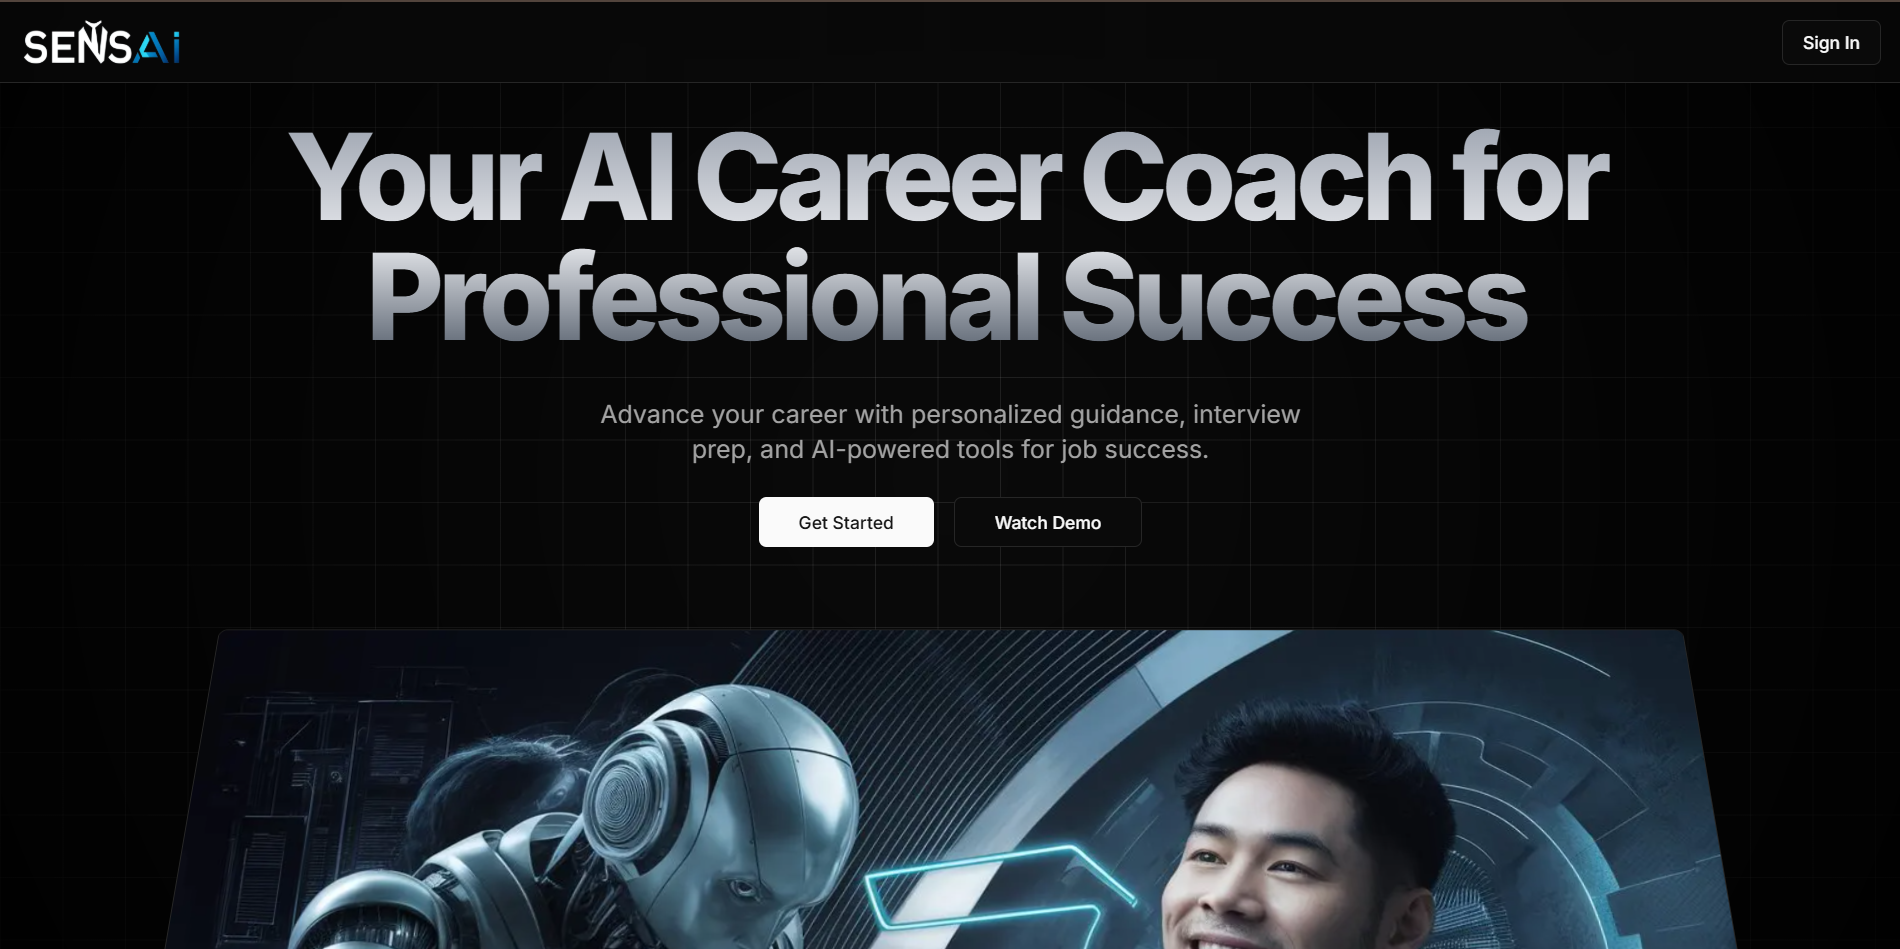 SENSAi
Sign In
Your AI Career Coach for
Professional Success
Advance your career with personalized guidance, interview
prep, and AI-powered tools for job success.
Get Started
Watch Demo